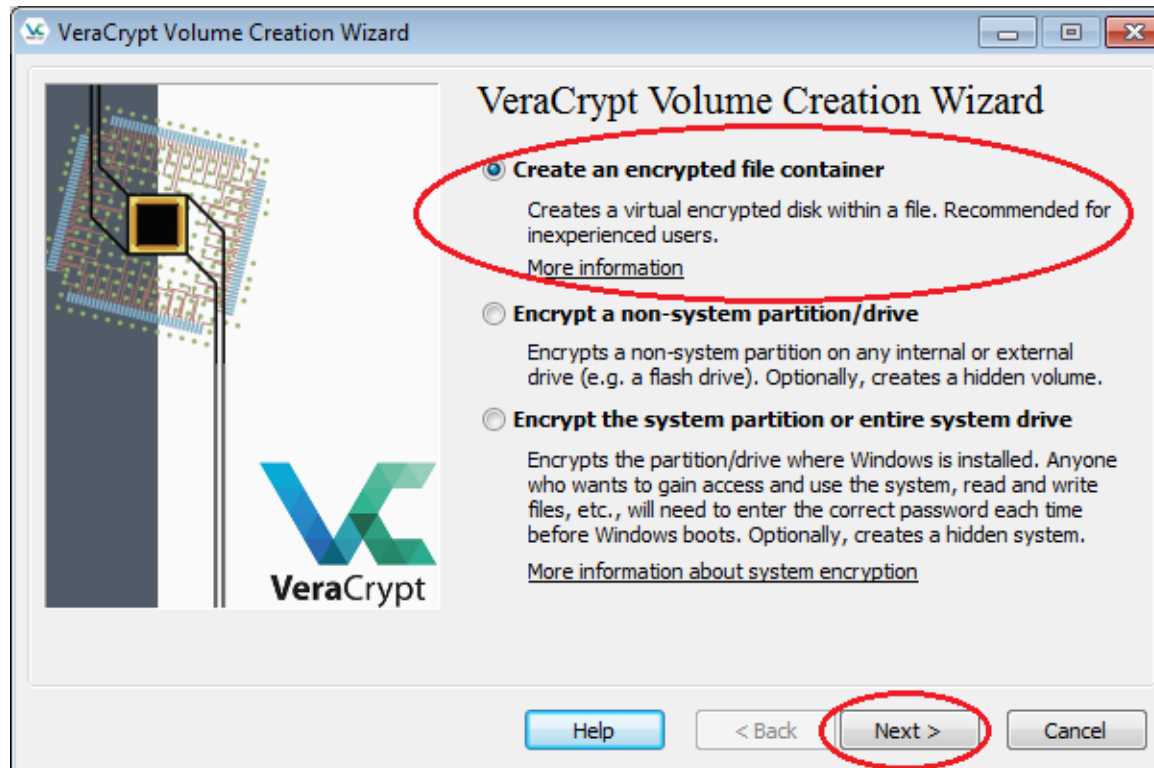 VeraCrypt Volume Creation Wizard
VeraCrypt Volume Creation Wizard
Create an encrypted file container
Creates a virtual encrypted disk within a file. Recommended for
inexperienced users.
More information
Encrypt a non-system partition/drive
Encrypts a non-system partition on any internal or external
drive (e.g. a flash drive). Optionally, creates a hidden volume.
Encrypt the system partition or entire system drive
Encrypts the partition/drive where Windows is installed. Anyone
who wants to gain access and use the system, read and write
files, etc., will need to enter the correct password each time
before Windows boots. Optionally, creates a hidden system.
More information about system encryption
VeraCrypt
Help
< Back
Next >
Cancel